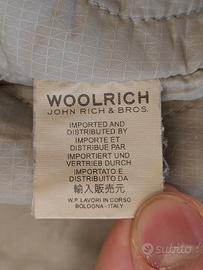 WOOLRICH
JOHN RICH & BROS.
IMPORTED AND
DISTRIBUTED BY
IMPORTE ET
DISTRIBUE PAR
IMPORTIERT UND
VERTRIEB DURCH
IMPORTATO E
DISTRIBUITO DA
輸入販売元
W.P. LAVORI IN CORSO
BOLOGNA - ITALY
subito